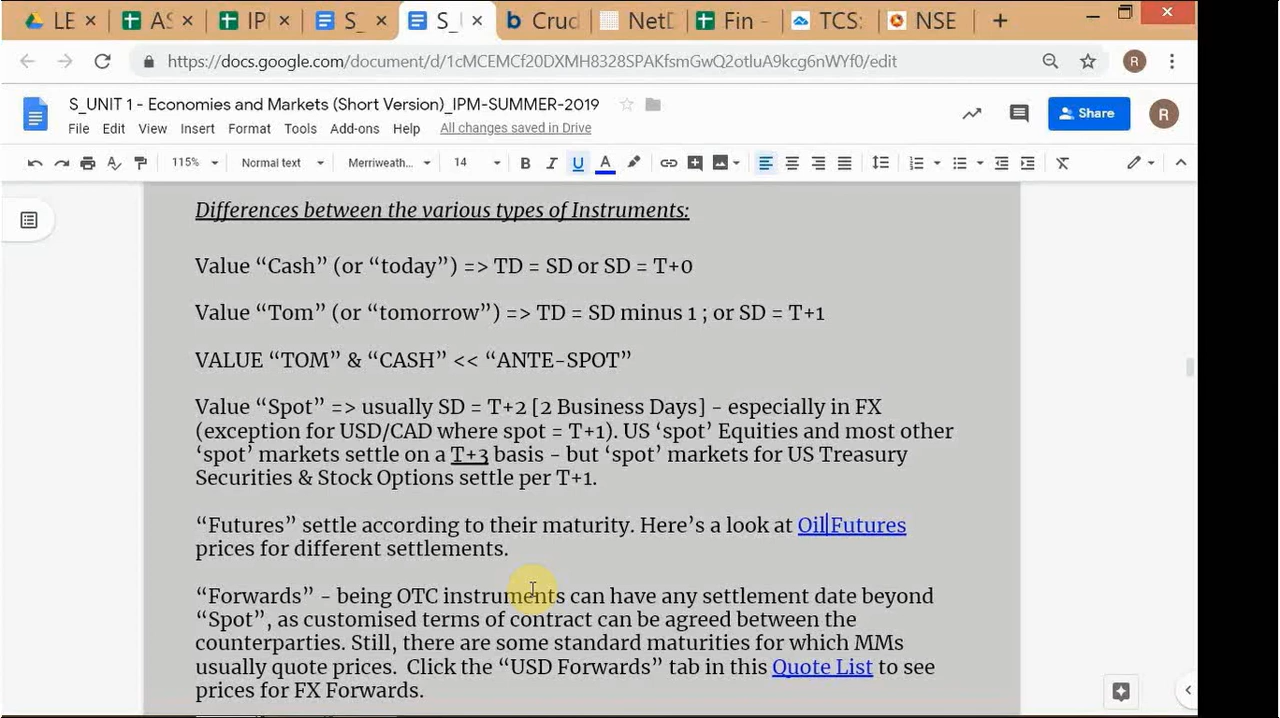 LE
AS
IPI
S_
S_I
Crud
NetD
Fin -
TCS:
NSE
https://docs.google.com/document/d/1cMCEMCf20DXMH8328SPAKfsmGwQ2otluA9kcg6nWYf0/edit
R
S_UNIT 1 - Economies and Markets (Short Version)_IPM-SUMMER-2019
File Edit View Insert Format Tools Add-ons Help All changes saved in Drive
Share
R
115% Normal text Merriweath... 14 B I U A
Differences between the various types of Instruments:
Value “Cash” (or “today”) => TD = SD or SD = T+0
Value “Tom” (or “tomorrow”) => TD = SD minus 1 ; or SD = T+1
VALUE “TOM” & “CASH” << “ANTE-SPOT”
Value “Spot” => usually SD = T+2 [2 Business Days] - especially in FX
(exception for USD/CAD where spot = T+1). US ‘spot’ Equities and most other
‘spot’ markets settle on a T+3 basis - but ‘spot’ markets for US Treasury
Securities & Stock Options settle per T+1.
“Futures” settle according to their maturity. Here’s a look at Oil Futures
prices for different settlements.
“Forwards” - being OTC instruments can have any settlement date beyond
“Spot”, as customised terms of contract can be agreed between the
counterparties. Still, there are some standard maturities for which MMs
usually quote prices. Click the “USD Forwards” tab in this Quote List to see
prices for FX Forwards.